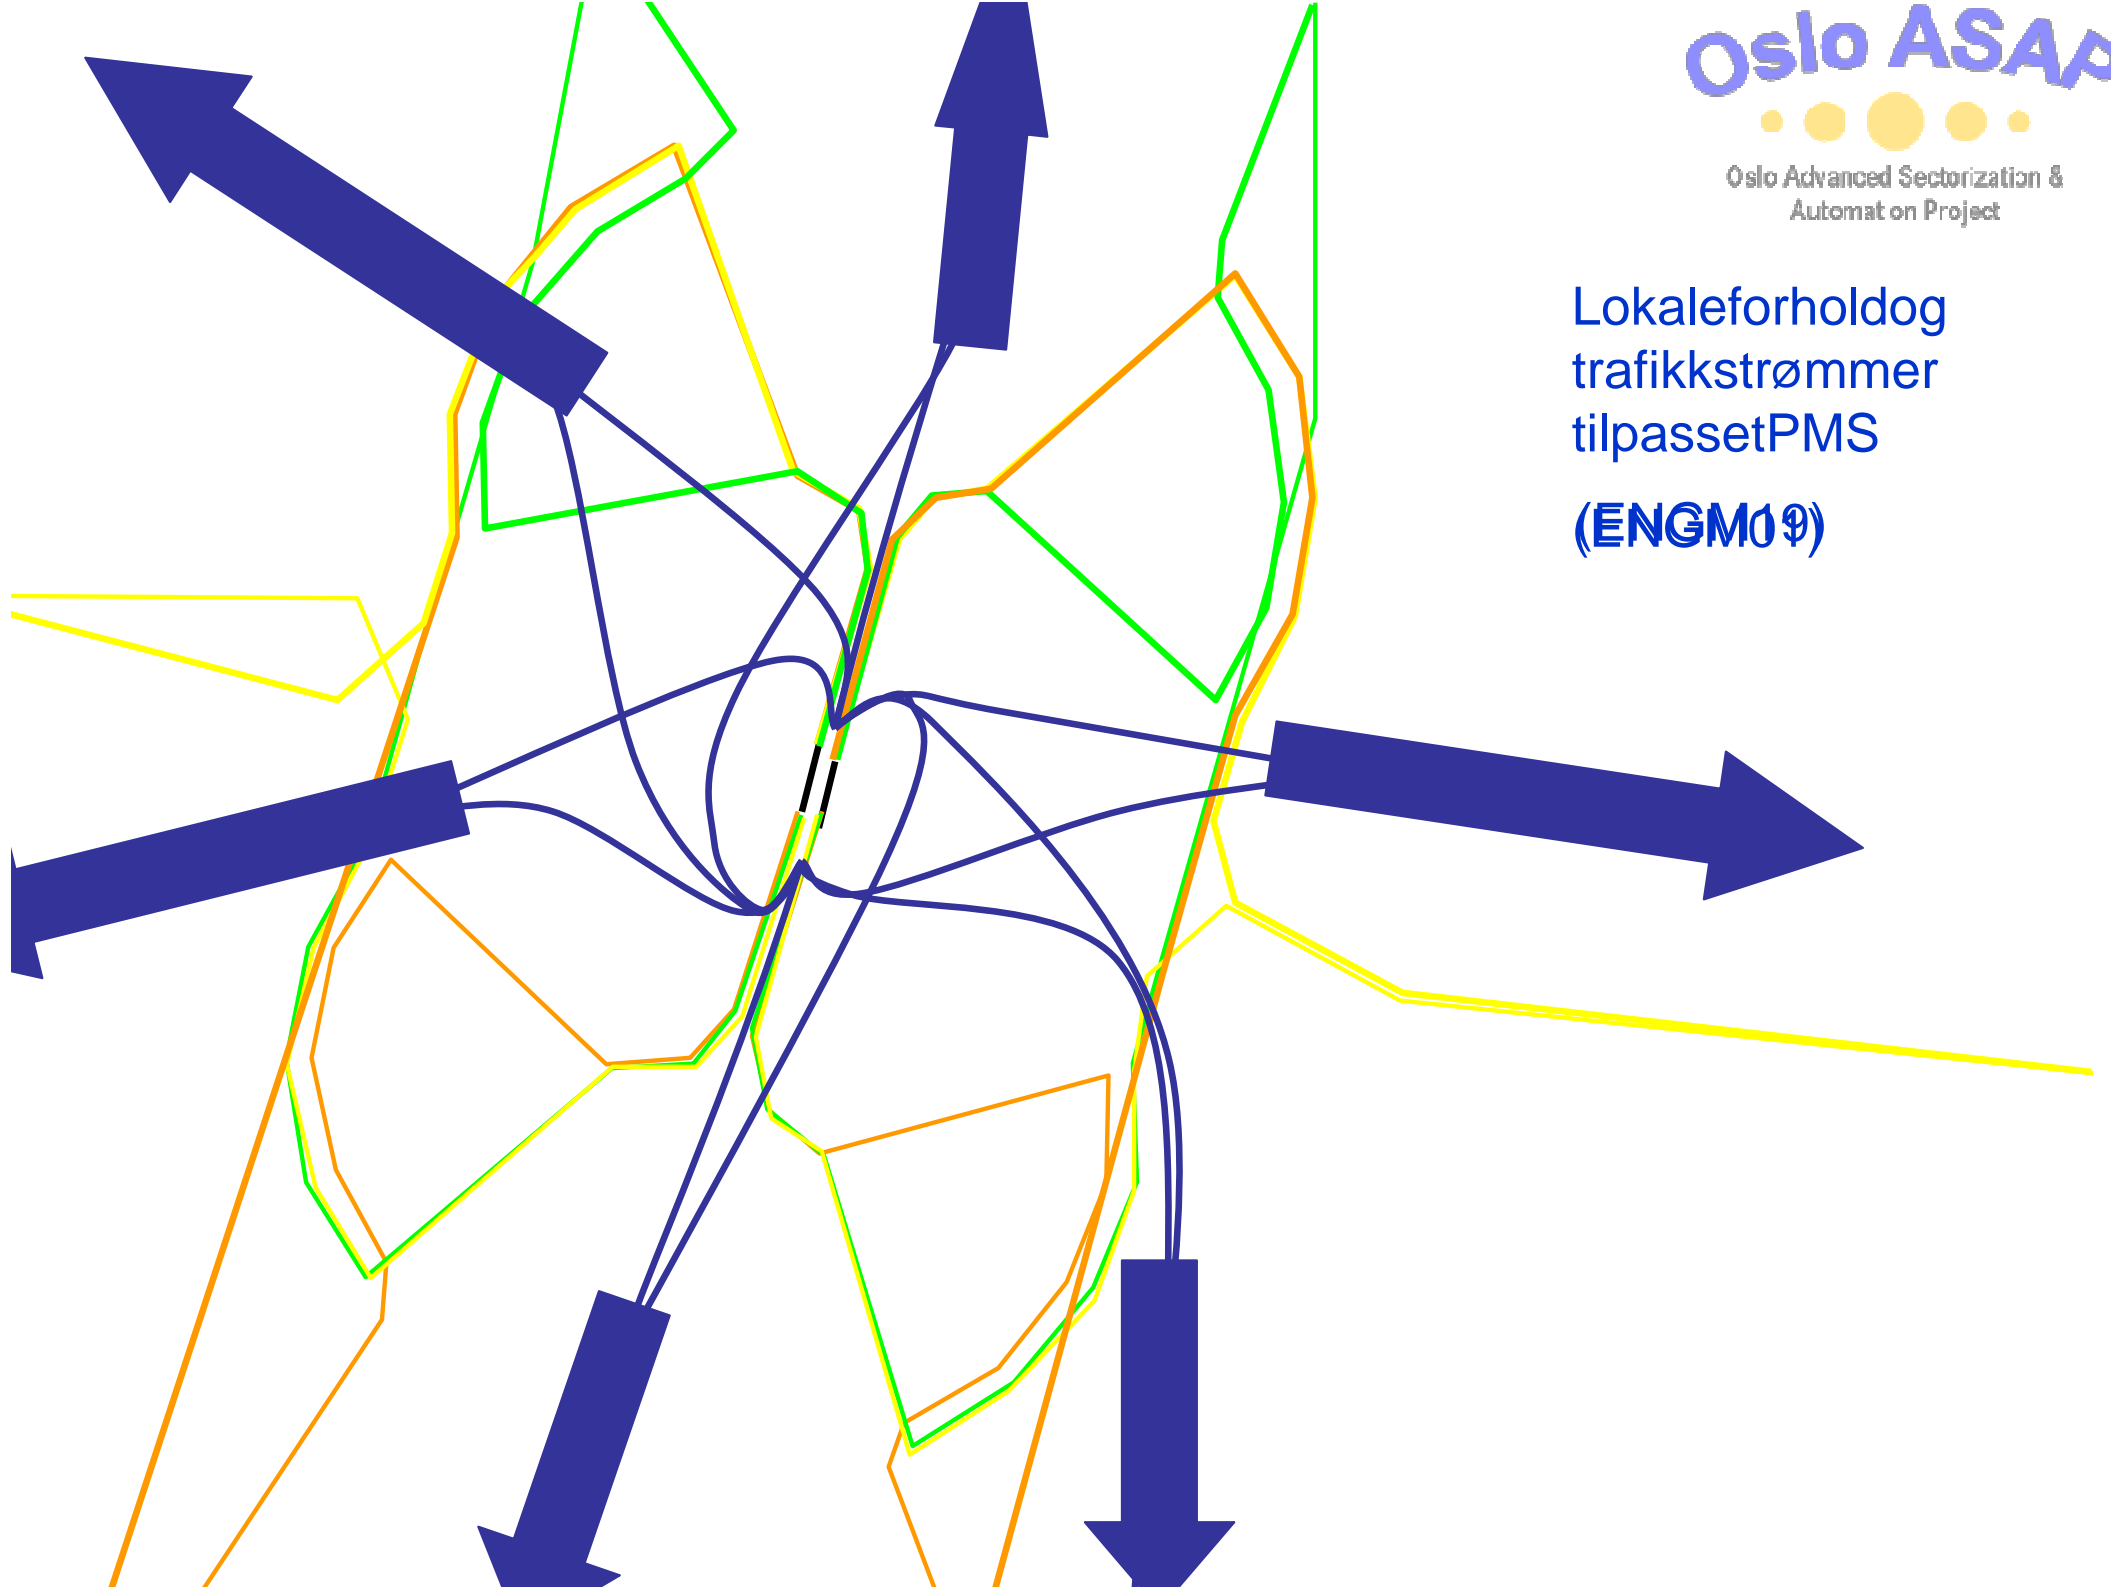 Oslo ASAP
Oslo Advanced Sectorization &
Automat on Project
Lokaleforholdog
trafikkstrømmer
tilpassetPMS